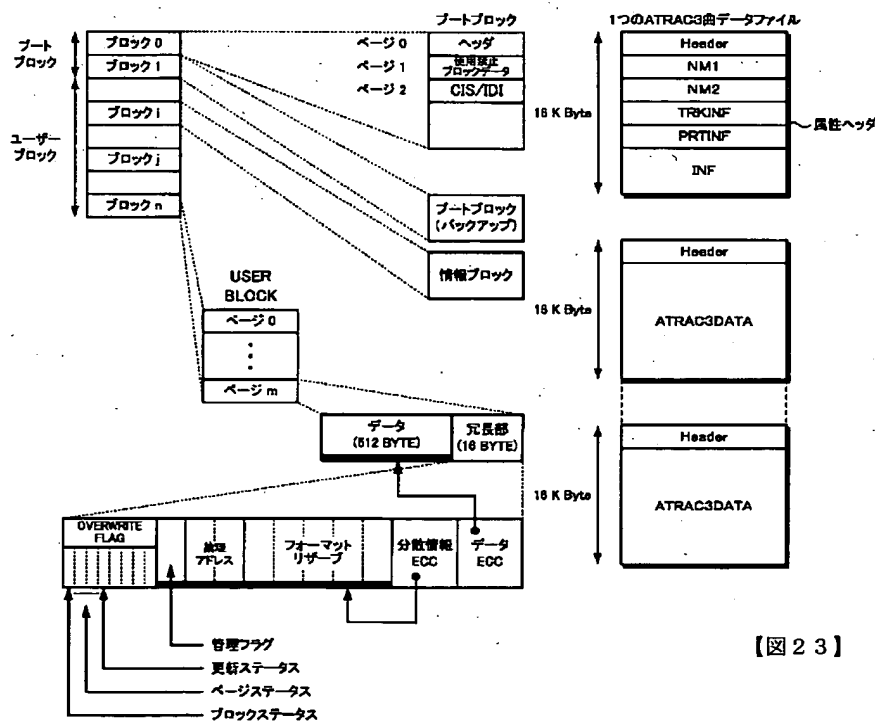 ブート
ブロック
ユーザー
ブロック
ブロック 0
ブロック 1
ブロック i
ブロック j
ブロック n
ブートブロック
ページ 0
ページ 1
ページ 2
ヘッダ
使用禁止
ブロックデータ
CIS/IDI
ブートブロック
(バックアップ)
情報ブロック
USER
BLOCK
ページ 0
ページ m
データ
(512 BYTE)
冗長部
(16 BYTE)
OVERWRITE
FLAG
論理
アドレス
フォーマット
リザーブ
分散情報
ECC
データ
ECC
管理フラグ
更新ステータス
ページステータス
ブロックステータス
1つのATRAC3曲データファイル
16 K Byte
Header
NM1
NM2
TRKINF
PRTINF
INF
属性ヘッダ
16 K Byte
Header
ATRAC3DATA
16 K Byte
Header
ATRAC3DATA
【図23】